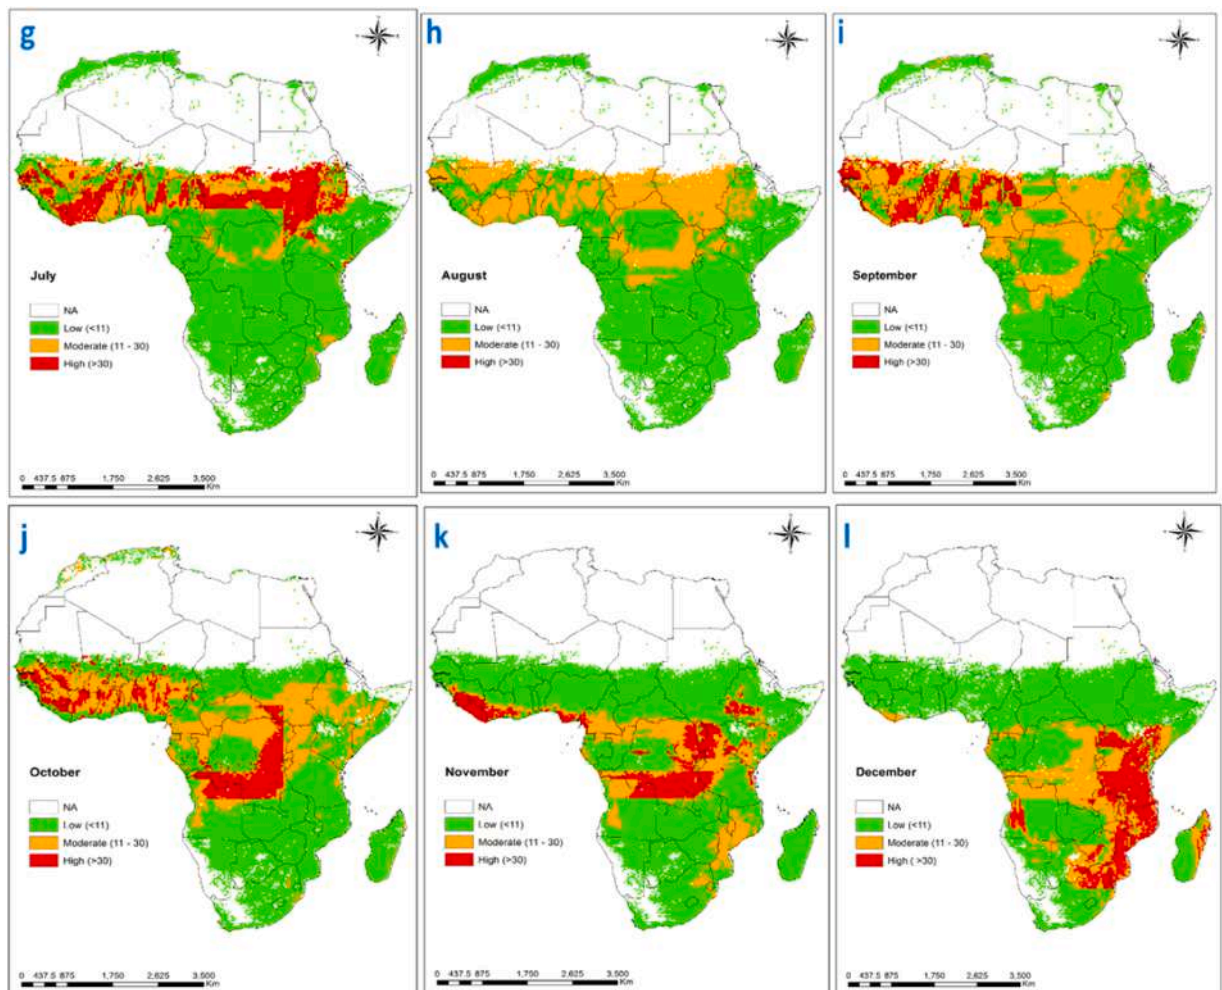 g
July
NA
Low (<11)
Moderate (11 - 30)
High (>30)
0 437.5 875 1,750 2,625 3,500
Km
h
August
NA
Low (<11)
Moderate (11 - 30)
High (>30)
0 437.5 875 1,750 2,625 3,500
Km
i
September
NA
Low (<11)
Moderate (11 - 30)
High (>30)
0 437.5 875 1,750 2,625 3,500
Km
j
October
NA
Low (<11)
Moderate (11 - 30)
High (>30)
0 437.5 875 1,750 2,625 3,500
Km
k
November
NA
Low (<11)
Moderate (11 - 30)
High (>30)
0 437.5 875 1,750 2,625 3,500
Km
l
December
NA
Low (<11)
Moderate (11 - 30)
High ( >30)
0 437.5 875 1,750 2,625 3,500
Km